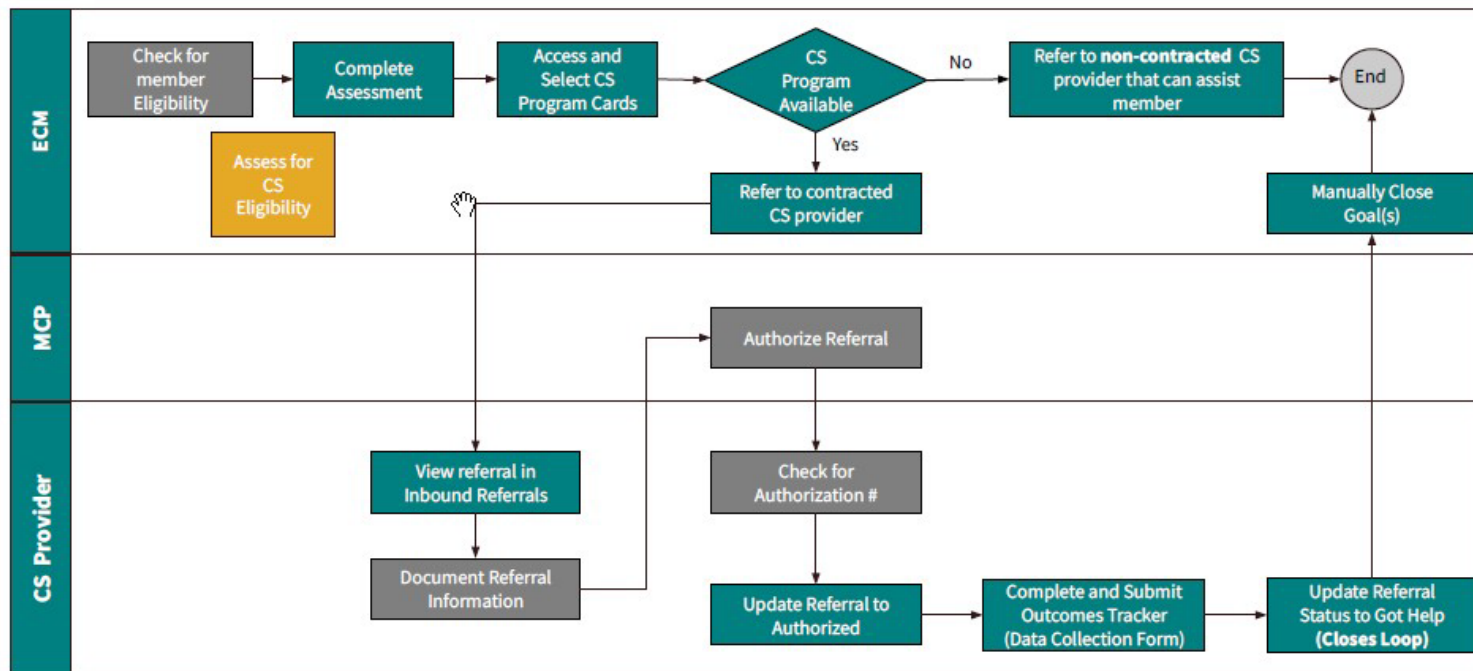 ECM
Check for
member
Eligibility
Complete
Assessment
Access and
Select CS
Program Cards
CS
Program
Available
No
Refer to non-contracted CS
provider that can assist
member
End
Yes
Assess for
CS
Eligibility
Refer to contracted
CS provider
Manually Close
Goal(s)
MCP
Authorize Referral
CS Provider
View referral in
Inbound Referrals
Check for
Authorization #
Document Referral
Information
Update Referral to
Authorized
Complete and Submit
Outcomes Tracker
(Data Collection Form)
Update Referral
Status to Got Help
(Closes Loop)